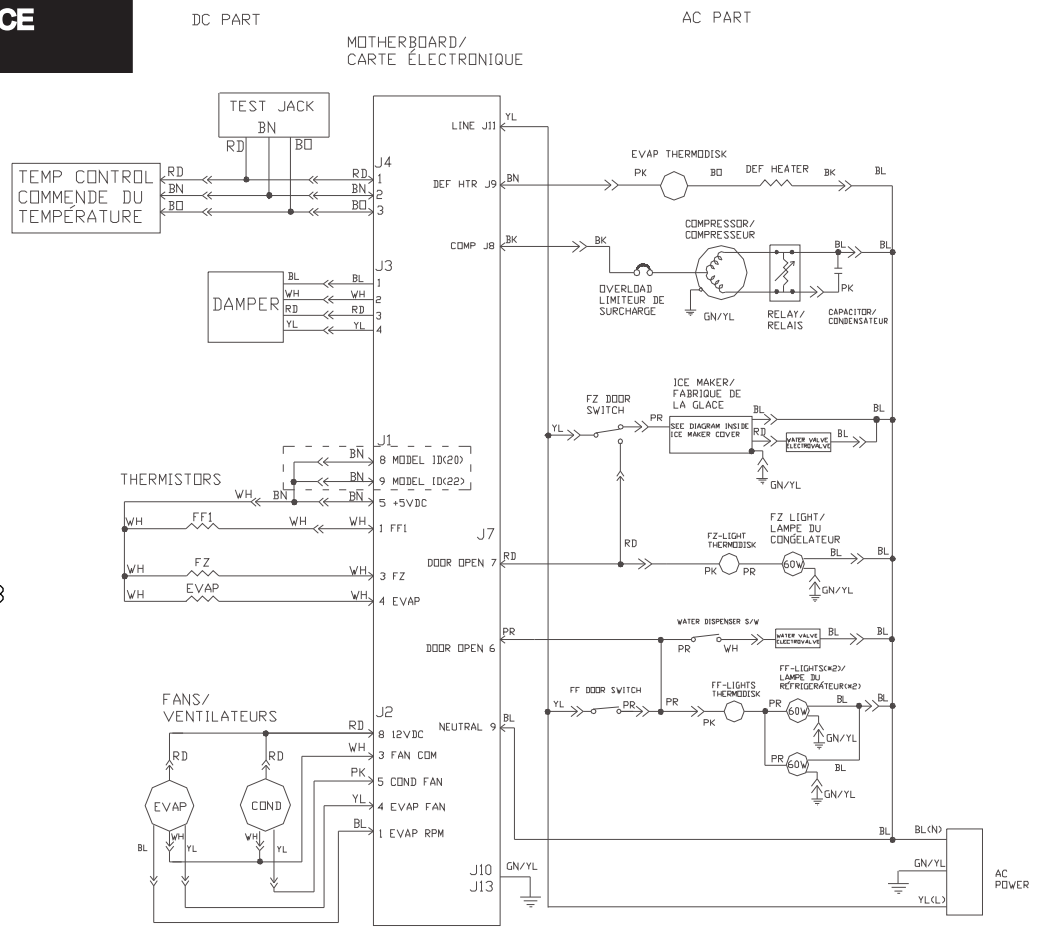 CE
DC PART
AC PART
MOTHERBOARD/
CARTE ÉLECTRONIQUE
TEST JACK
BN
RD
BO
TEMP CONTROL
COMMENDE DU
TEMPÉRATURE
RD
BN
BO
J4
RD
1
BN
2
BO
3
J3
DAMPER
BL
BL
1
WH
WH
2
RD
RD
3
YL
YL
4
J1
BN
8 MODEL ID(20)
BN
9 MODEL ID(22)
THERMISTORS
WH
BN
BN
5 +5VDC
WH
FF1
WH
WH
1 FF1
WH
FZ
WH
3 FZ
WH
EVAP
WH
4 EVAP
3
FANS/
VENTILATEURS
J2
RD
8 12VDC
WH
3 FAN COM
PK
5 COND FAN
YL
4 EVAP FAN
BL
1 EVAP RPM
RD
RD
EVAP
COND
BL
WH
YL
WH
YL
LINE J11
YL
DEF HTR J9
BN
EVAP THERMODISK
PK
BO
DEF HEATER
BK
BL
COMP J8
BK
BK
OVERLOAD
LIMITEUR DE
SURCHARGE
COMPRESSOR/
COMPRESSEUR
GN/YL
RELAY/
RELAIS
BL
BL
PK
CAPACITOR/
CONDENSATEUR
ICE MAKER/
FABRIQUE DE
LA GLACE
FZ DOOR
SWITCH
YL
PR
SEE DIAGRAM INSIDE
ICE MAKER COVER
BL
RD
WATER VALVE
ELECTROVALVE
BL
BL
GN/YL
J7
DOOR OPEN 7
RD
RD
FZ-LIGHT
THERMODISK
PK
PR
FZ LIGHT/
LAMPE DU
CONGÉLATEUR
60W
BL
BL
GN/YL
DOOR OPEN 6
PR
WATER DISPENSER S/W
PR
WH
WATER VALVE
ELECTROVALVE
BL
BL
FF DOOR SWITCH
YL
PR
PR
FF-LIGHTS
THERMODISK
PK
FF-LIGHTS(*2)/
LAMPE DU
RÉFRIGÉRATEUR(*2)
PR
60W
BL
BL
GN/YL
PR
60W
BL
GN/YL
NEUTRAL 9
BL
BL
BL(N)
J10
J13
GN/YL
GN/YL
AC
POWER
YL(L)